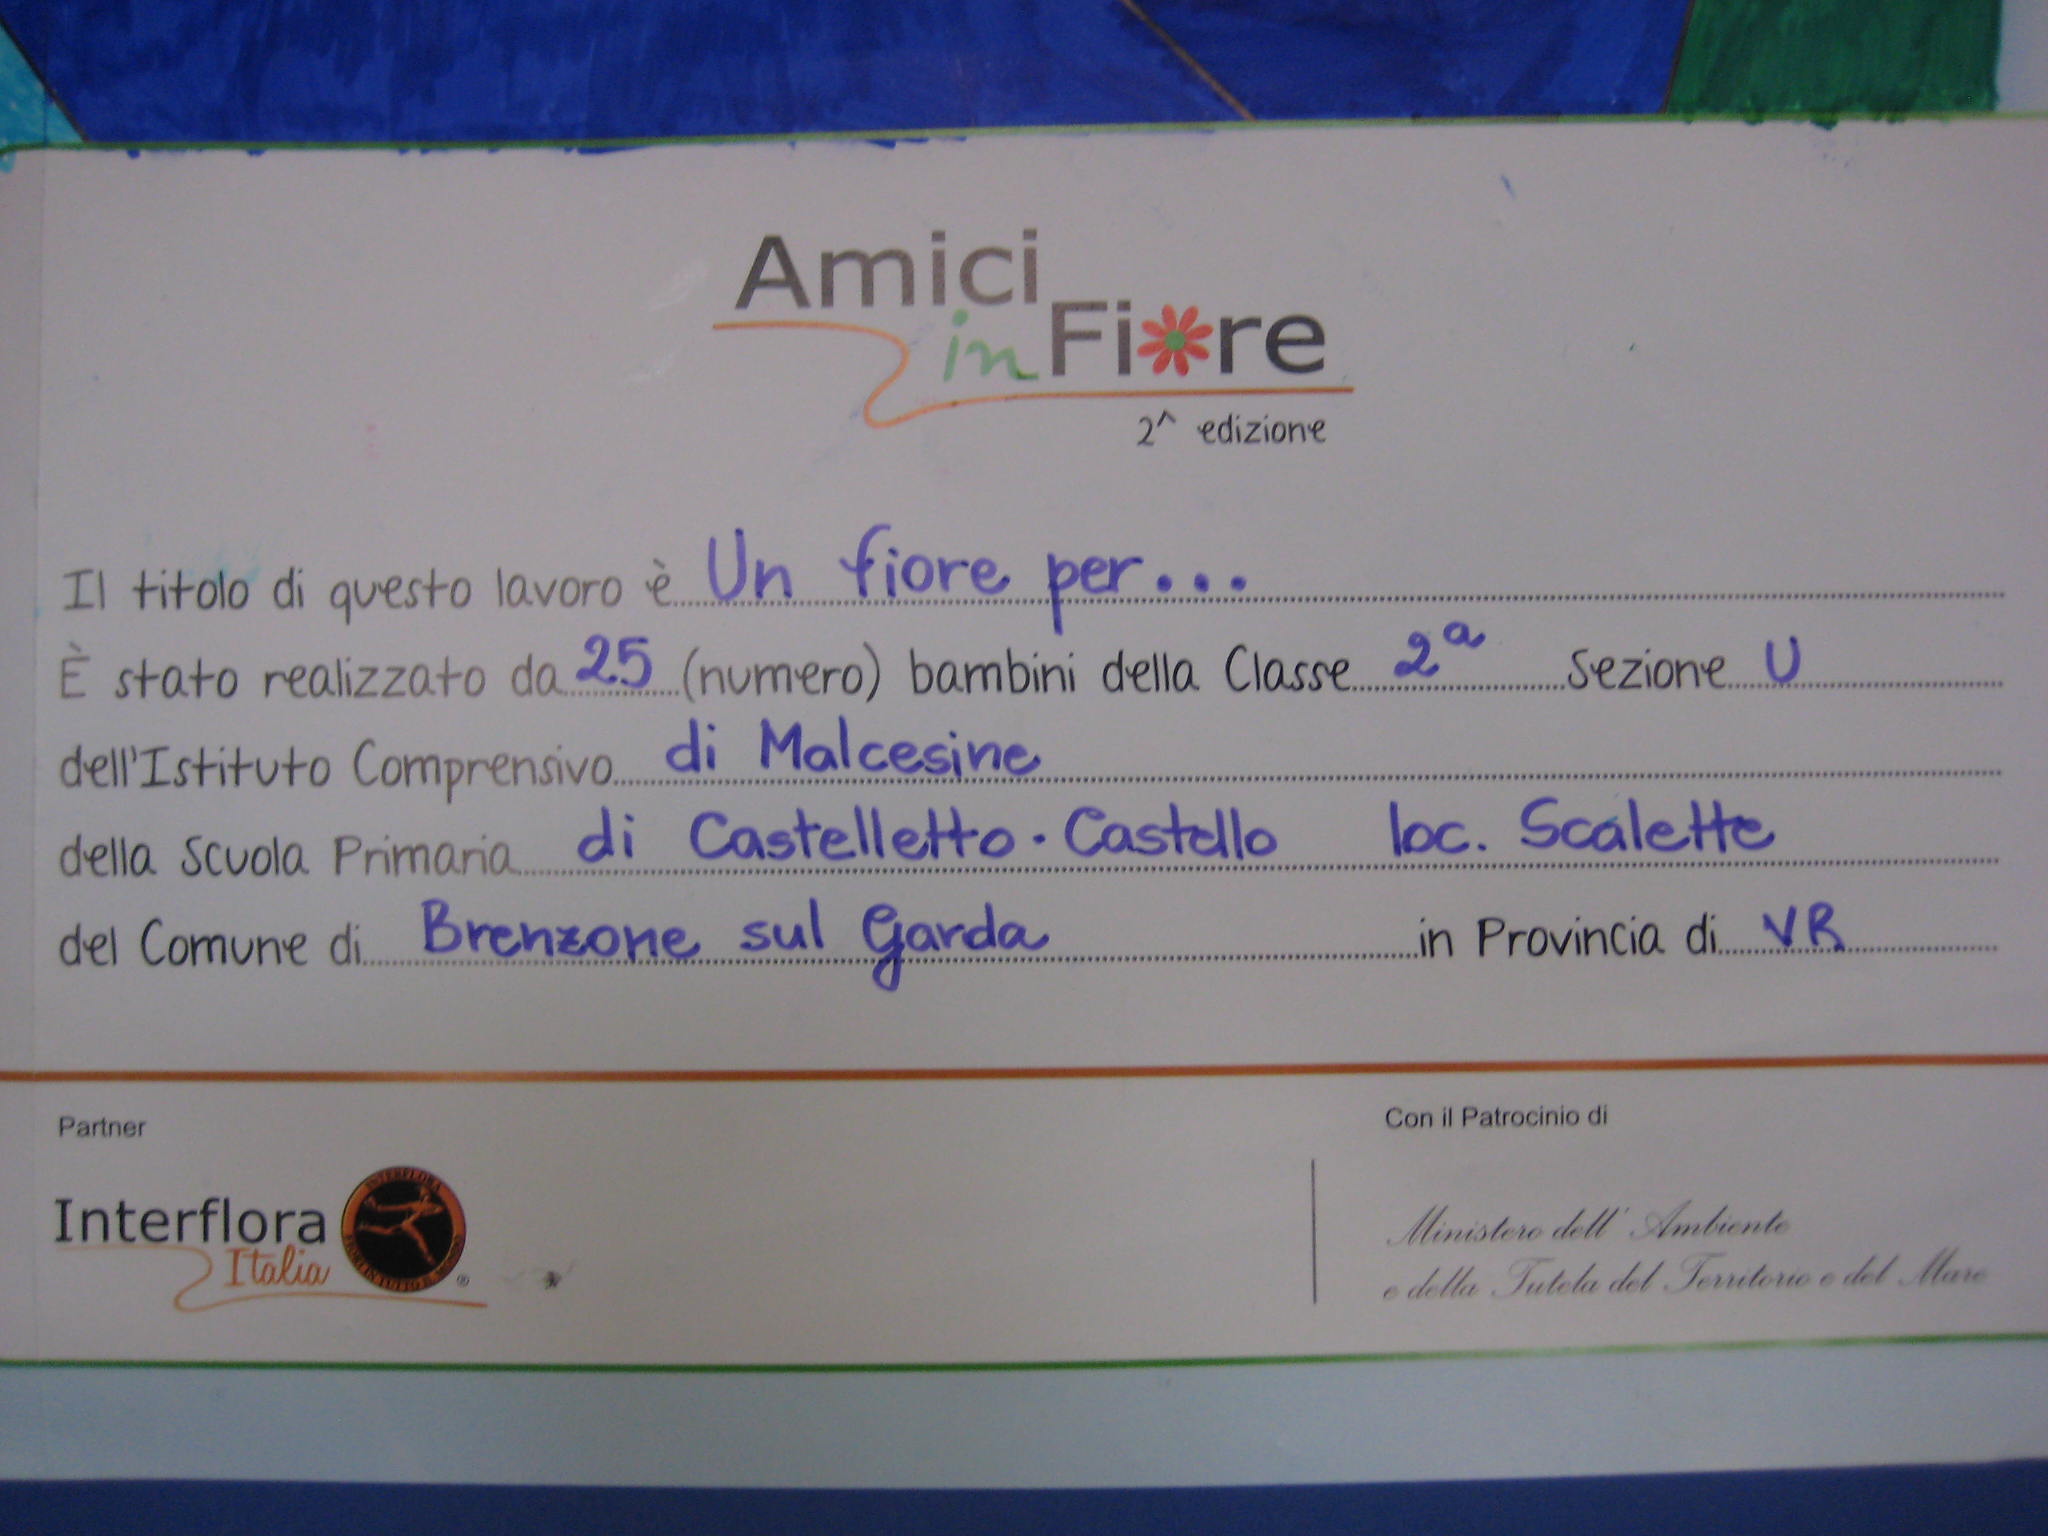 Amici
in Fiore
2^ edizione
Il titolo di questo lavoro è Un fiore per...
È stato realizzato da 25 (numero) bambini della Classe 2ª Sezione U
dell'Istituto Comprensivo di Malcesine
della Scuola Primaria di Castelletto · Castello loc. Scalette
del Comune di Brenzone sul Garda in Provincia di VR
Partner
Con il Patrocinio di
Interflora
Italia
INTERFLORA
®
Ministero dell' Ambiente
e della Tutela del Territorio e del Mare